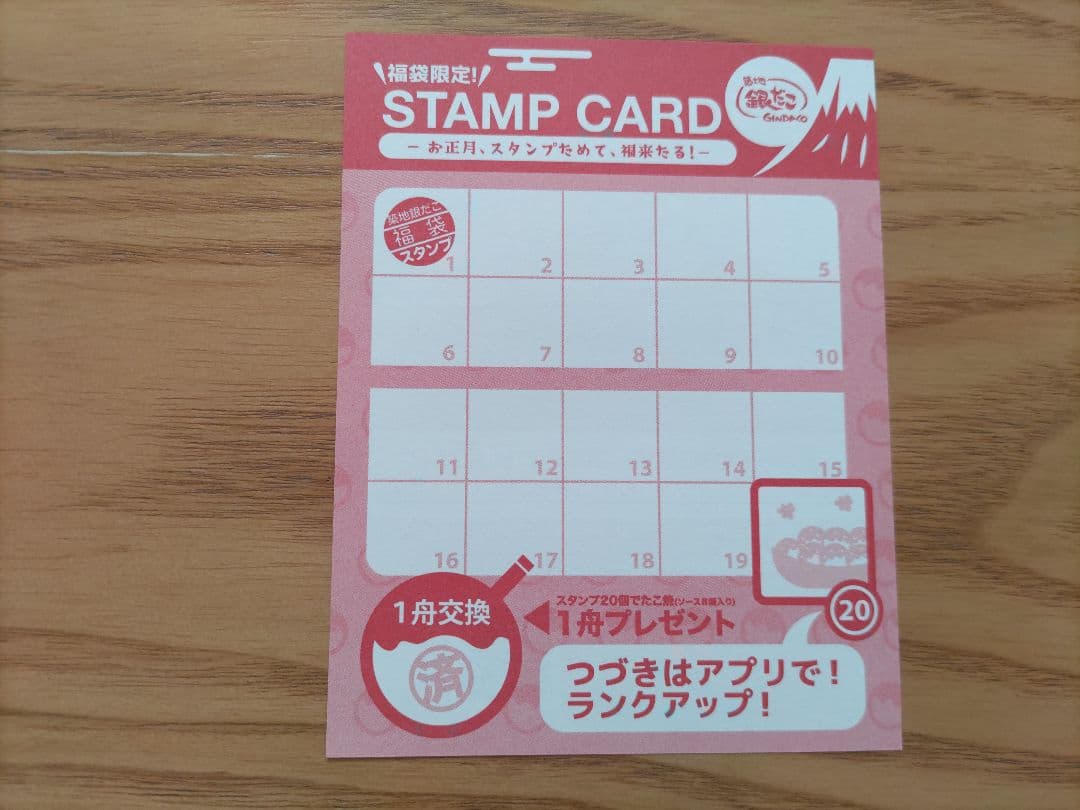 福袋限定!
STAMP CARD
築地
銀だこ
GINDACO
－ お正月、スタンプためて、福来たる！－
築地銀だこ
福袋
スタンプ
1
2
3
4
5
6
7
8
9
10
11
12
13
14
15
16
17
18
19
20
1舟交換
済
スタンプ20個でたこ焼(ソース8個入り)
1舟プレゼント
つづきはアプリで！
ランクアップ！